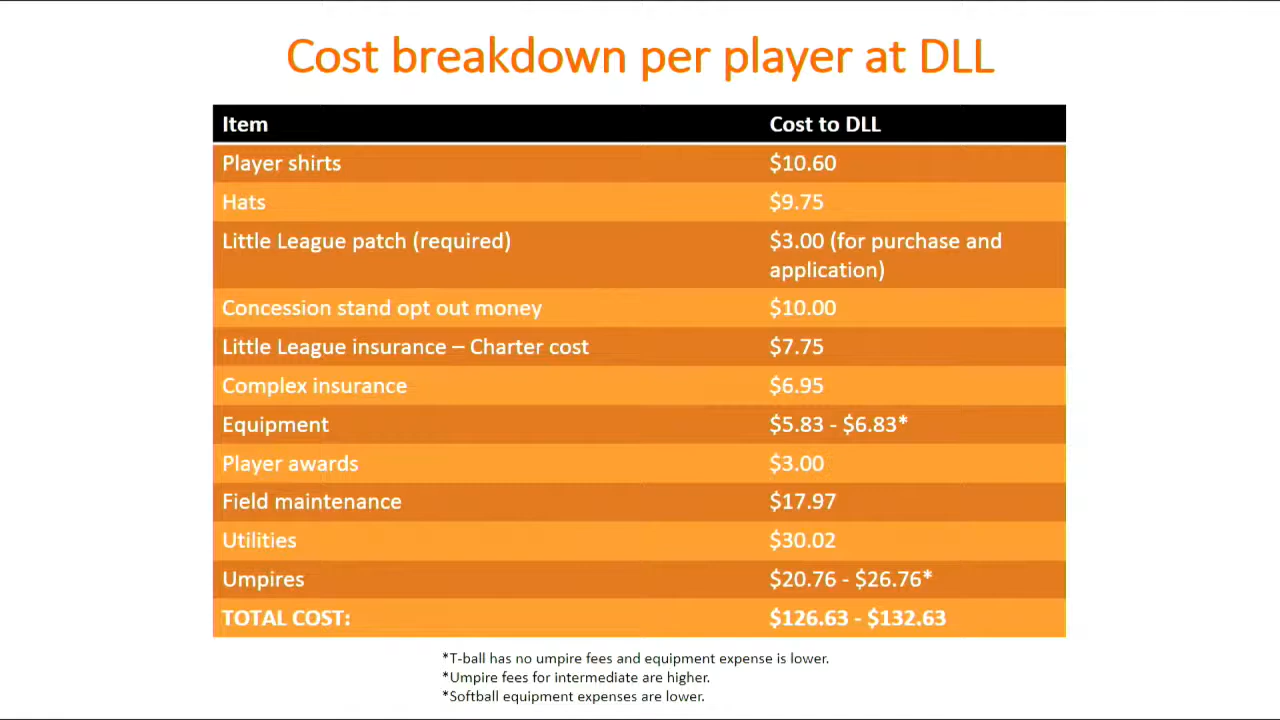 Cost breakdown per player at DLL
Item Cost to DLL
Player shirts $10.60
Hats $9.75
Little League patch (required) $3.00 (for purchase and
application)
Concession stand opt out money $10.00
Little League insurance – Charter cost $7.75
Complex insurance $6.95
Equipment $5.83 - $6.83*
Player awards $3.00
Field maintenance $17.97
Utilities $30.02
Umpires $20.76 - $26.76*
TOTAL COST: $126.63 - $132.63
*T-ball has no umpire fees and equipment expense is lower.
*Umpire fees for intermediate are higher.
*Softball equipment expenses are lower.